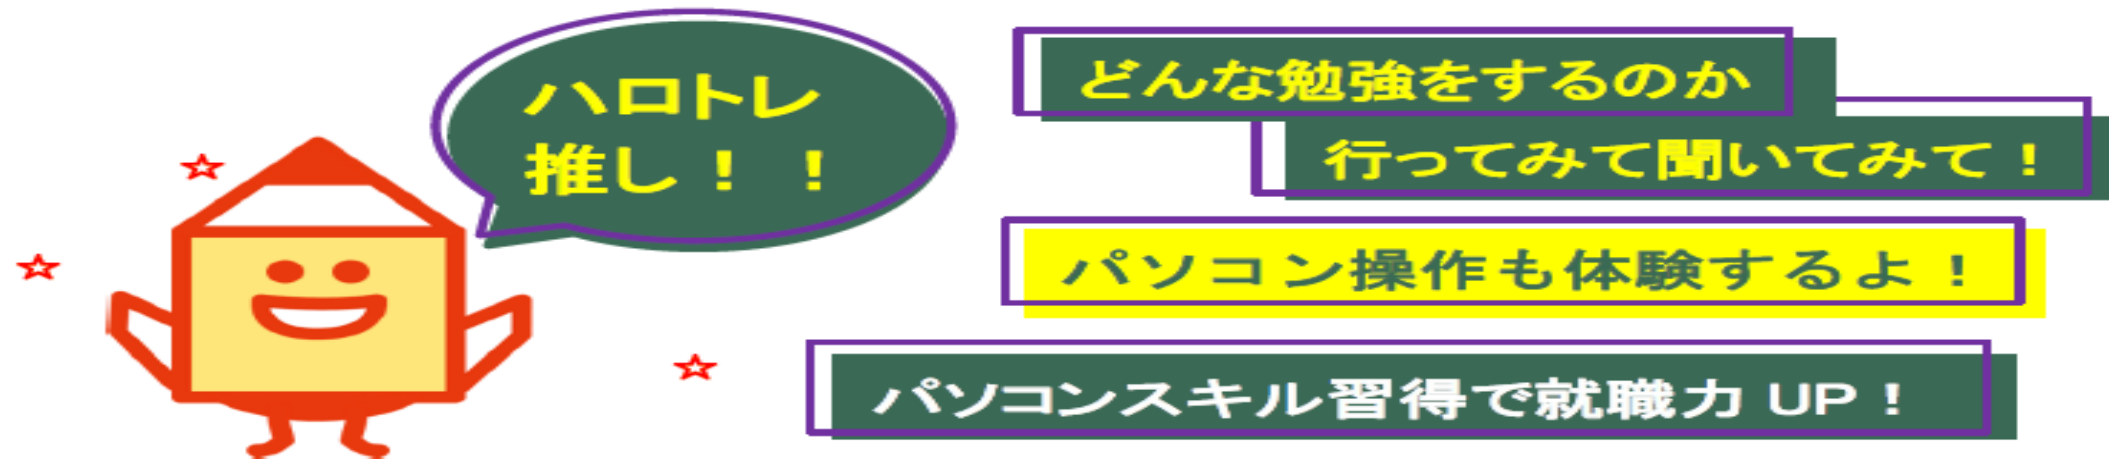 ハロトレ
推し！！
どんな勉強をするのか
行ってみて聞いてみて！
パソコン操作も体験するよ！
パソコンスキル習得で就職力 UP！